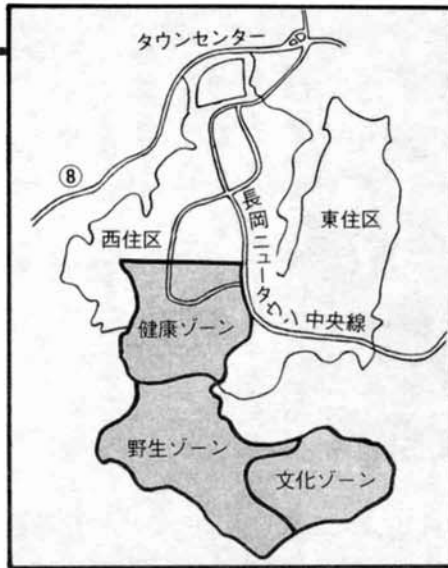 タウンセンター
⑧
長岡ニュータウン中央線
東住区
西住区
健康ゾーン
野生ゾーン
文化ゾーン